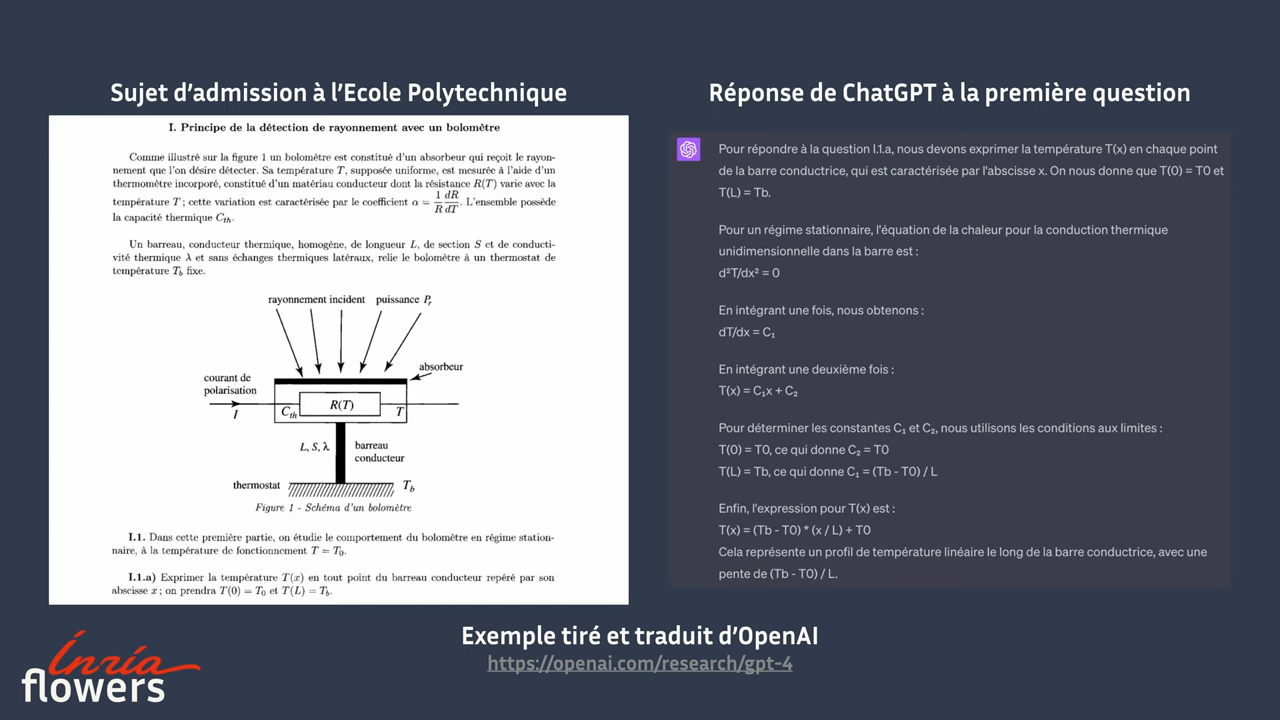 Sujet d'admission à l'Ecole Polytechnique
I. Principe de la détection de rayonnement avec un bolomètre
Comme illustré sur la figure 1 un bolomètre est constitué d'un absorbeur qui reçoit le rayon-
nement que l'on désire détecter. Sa température T, supposée uniforme, est mesurée à l'aide d'un
thermomètre incorporé, constitué d'un matériau conducteur dont la résistance R(T) varie avec la
température T ; cette variation est caractérisée par le coefficient α = 1/R dR/dT. L'ensemble possède
la capacité thermique Cth.
Un barreau, conducteur thermique, homogène, de longueur L, de section S et de conducti-
vité thermique λ et sans échanges thermiques latéraux, relie le bolomètre à un thermostat de
température Tb fixe.
rayonnement incident puissance Pr
absorbeur
courant de
polarisation
I
Cth
R(T)
T
L, S, λ
barreau
conducteur
thermostat
Tb
Figure 1 - Schéma d'un bolomètre
I.1. Dans cette première partie, on étudie le comportement du bolomètre en régime station-
naire, à la température de fonctionnement T = T0.
I.1.a) Exprimer la température T(x) en tout point du barreau conducteur repéré par son
abscisse x ; on prendra T(0) = T0 et T(L) = Tb.
Réponse de ChatGPT à la première question
Pour répondre à la question I.1.a, nous devons exprimer la température T(x) en chaque point
de la barre conductrice, qui est caractérisée par l'abscisse x. On nous donne que T(0) = T0 et
T(L) = Tb.
Pour un régime stationnaire, l'équation de la chaleur pour la conduction thermique
unidimensionnelle dans la barre est :
d²T/dx² = 0
En intégrant une fois, nous obtenons :
dT/dx = C₁
En intégrant une deuxième fois :
T(x) = C₁x + C₂
Pour déterminer les constantes C₁ et C₂, nous utilisons les conditions aux limites :
T(0) = T0, ce qui donne C₂ = T0
T(L) = Tb, ce qui donne C₁ = (Tb - T0) / L
Enfin, l'expression pour T(x) est :
T(x) = (Tb - T0) * (x / L) + T0
Cela représente un profil de température linéaire le long de la barre conductrice, avec une
pente de (Tb - T0) / L.
Exemple tiré et traduit d'OpenAI
https://openai.com/research/gpt-4
Inria
flowers